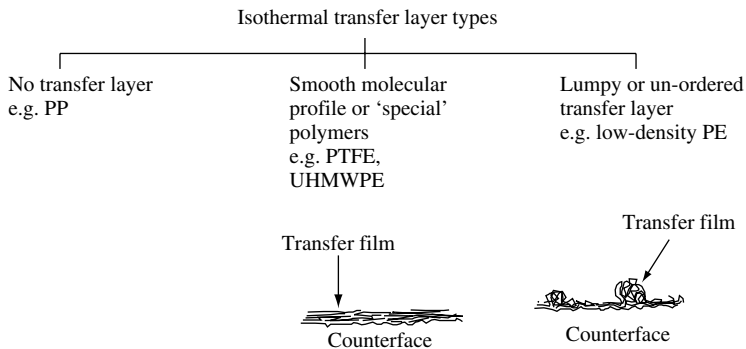 Isothermal transfer layer types
No transfer layer
e.g. PP
Smooth molecular
profile or ‘special’
polymers
e.g. PTFE,
UHMWPE
Lumpy or un-ordered
transfer layer
e.g. low-density PE
Transfer film
Counterface
Transfer film
Counterface